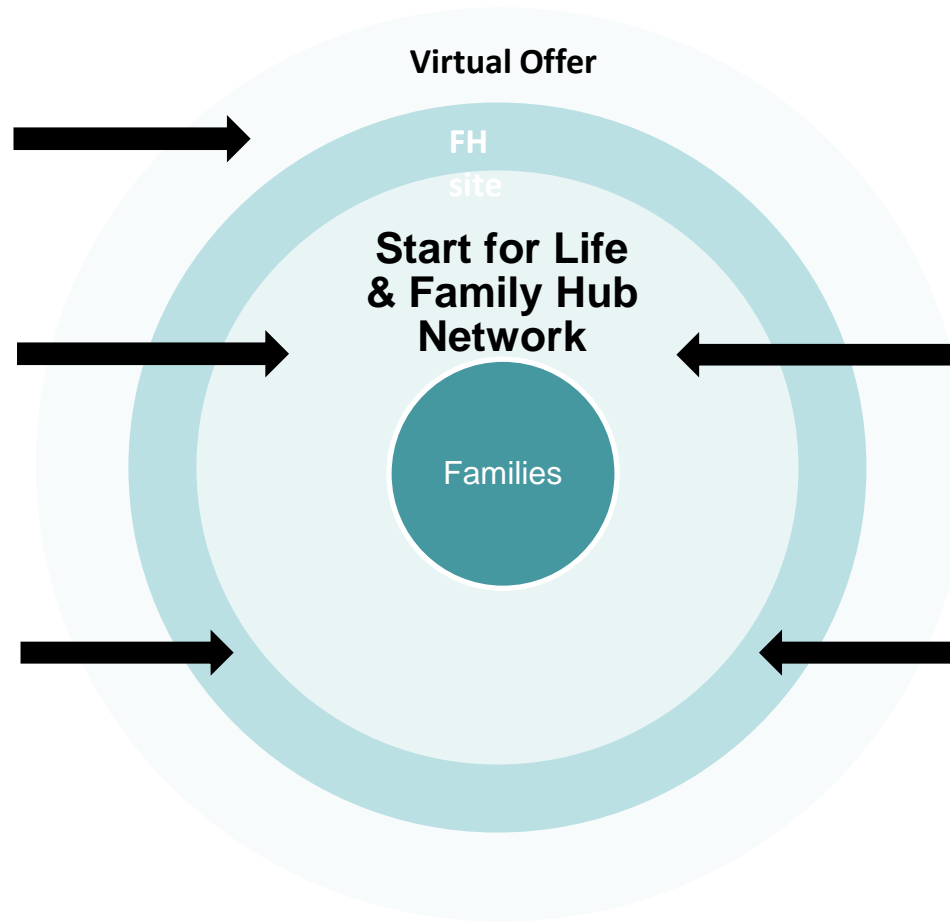 Virtual Offer
FH
site
Start for Life
& Family Hub
Network
Families